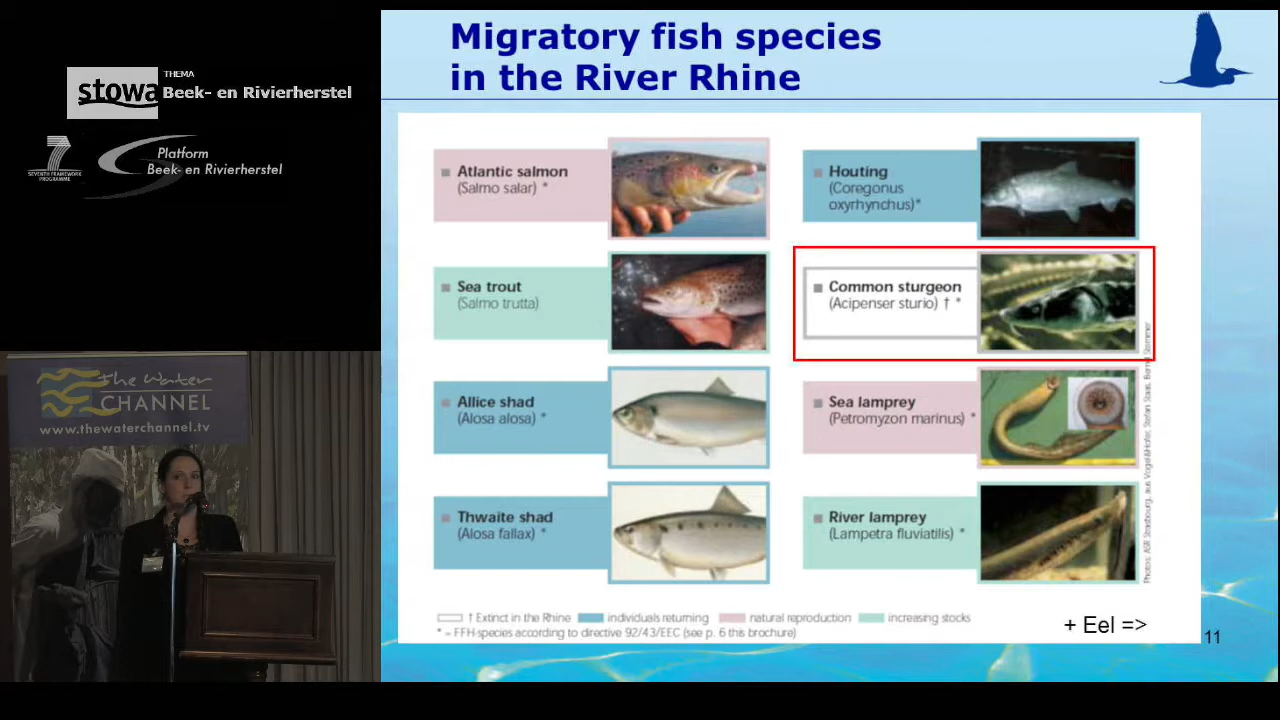 stowa
THEMA
Beek- en Rivierherstel
7
SEVENTH FRAMEWORK
PROGRAMME
Platform
Beek- en Rivierherstel
The Water
CHANNEL
www.thewaterchannel.tv
Migratory fish species
in the River Rhine
Atlantic salmon
(Salmo salar) *
Sea trout
(Salmo trutta)
Allice shad
(Alosa alosa) *
Thwaite shad
(Alosa fallax) *
Houting
(Coregonus
oxyrhynchus)*
Common sturgeon
(Acipenser sturio) † *
Sea lamprey
(Petromyzon marinus) *
River lamprey
(Lampetra fluviatilis) *
† Extinct in the Rhine individuals returning natural reproduction increasing stocks
* = FFH-species according to directive 92/43/EEC (see p. 6 this brochure)
+ Eel =>
11